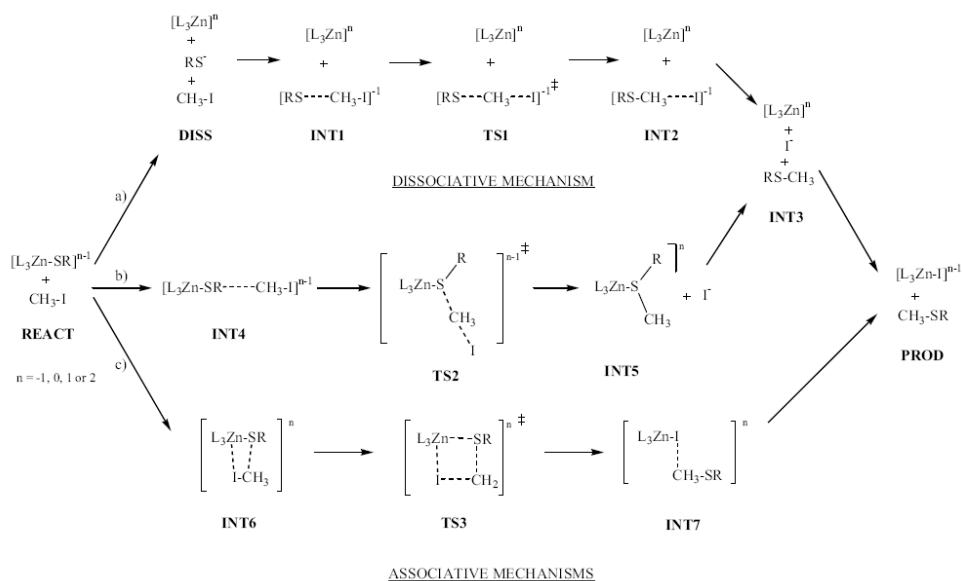 [L₃Zn]ⁿ
+
RS⁻
+
CH₃-I
DISS
[L₃Zn]ⁿ
+
[RS----CH₃-I]⁻¹
INT1
[L₃Zn]ⁿ
+
[RS----CH₃---I]⁻¹‡
TS1
[L₃Zn]ⁿ
+
[RS-CH₃----I]⁻¹
INT2
[L₃Zn]ⁿ
+
I⁻
+
RS-CH₃
INT3
DISSOCIATIVE MECHANISM
a)
[L₃Zn-SR]ⁿ⁻¹
+
CH₃-I
REACT
n = -1, 0, 1 or 2
b)
[L₃Zn-SR----CH₃-I]ⁿ⁻¹
INT4
n-1 ‡
R
L₃Zn-S
CH₃
I
TS2
n
R
L₃Zn-S
+ I⁻
CH₃
INT5
[L₃Zn-I]ⁿ⁻¹
+
CH₃-SR
PROD
c)
n
L₃Zn-SR
I-CH₃
INT6
n ‡
L₃Zn---SR
I----CH₂
TS3
n
L₃Zn-I
CH₃-SR
INT7
ASSOCIATIVE MECHANISMS